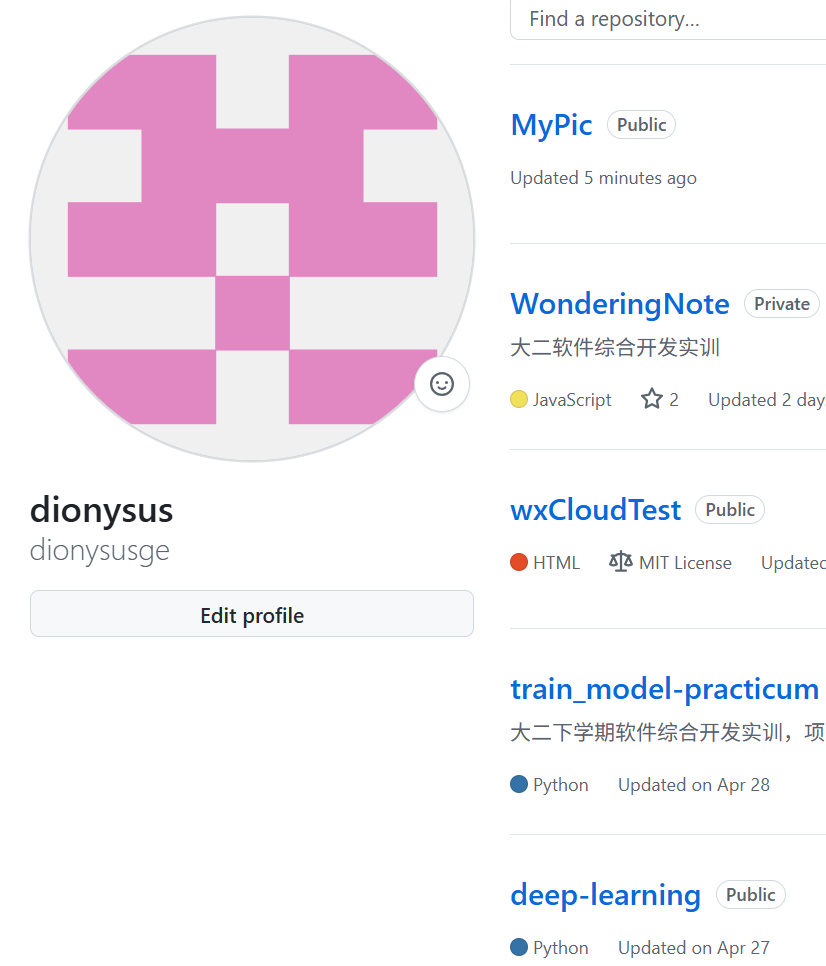 Find a repository...
MyPic Public
Updated 5 minutes ago
WonderingNote Private
大二软件综合开发实训
JavaScript 2 Updated 2 day
wxCloudTest Public
HTML MIT License Updated
train_model-practicum
大二下学期软件综合开发实训，项
Python Updated on Apr 28
deep-learning Public
Python Updated on Apr 27
dionysus
dionysusge
Edit profile